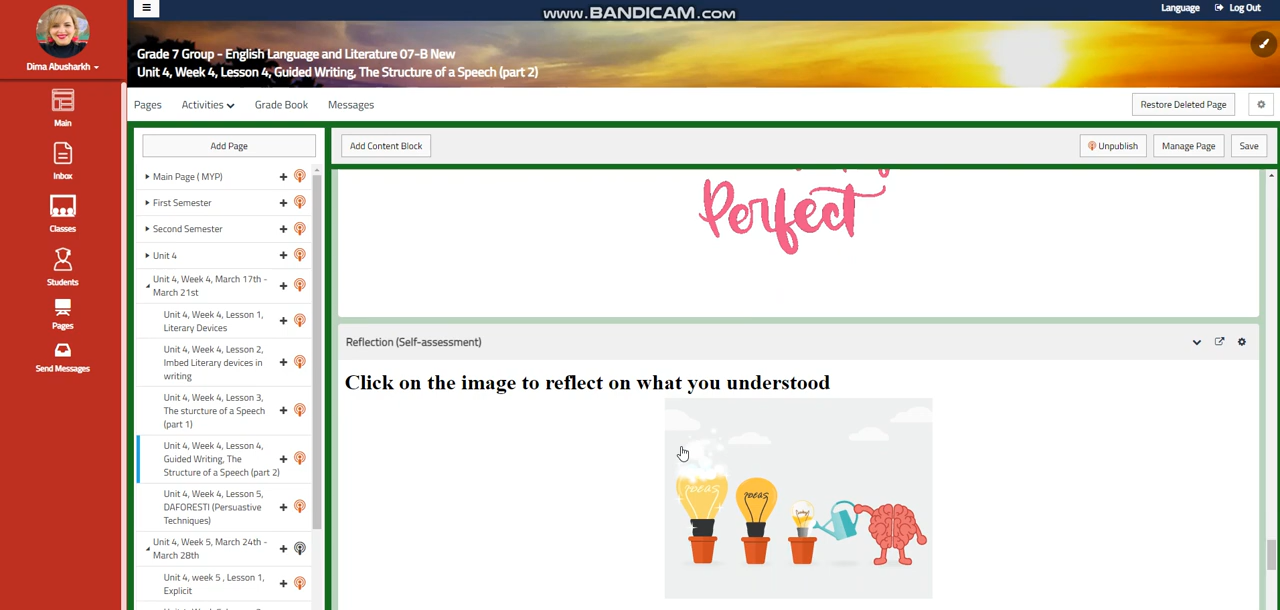 www.BANDICAM.com
Language
Log Out
Dima Abusharkh
Grade 7 Group - English Language and Literature 07-B New
Unit 4, Week 4, Lesson 4, Guided Writing, The Structure of a Speech (part 2)
Pages
Activities
Grade Book
Messages
Restore Deleted Page
Main
Inbox
Classes
Students
Pages
Send Messages
Add Page
Add Content Block
Unpublish
Manage Page
Save
Main Page ( MYP)
First Semester
Second Semester
Unit 4
Unit 4, Week 4, March 17th -
March 21st
Unit 4, Week 4, Lesson 1,
Literary Devices
Unit 4, Week 4, Lesson 2,
Imbed Literary devices in
writing
Unit 4, Week 4, Lesson 3,
The sturcture of a Speech
(part 1)
Unit 4, Week 4, Lesson 4,
Guided Writing, The
Structure of a Speech (part 2)
Unit 4, Week 4, Lesson 5,
DAFORESTI (Persuasive
Techniques)
Unit 4, Week 5, March 24th -
March 28th
Unit 4, week 5 , Lesson 1,
Explicit
Perfect
Reflection (Self-assessment)
Click on the image to reflect on what you understood
ideas
ideas